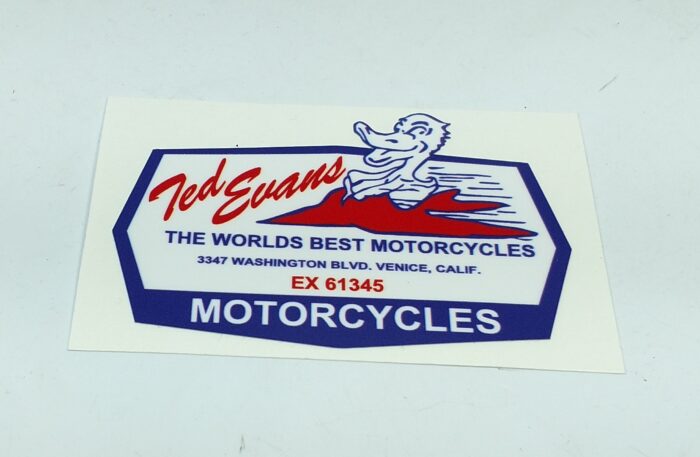 Ted Evans
THE WORLDS BEST MOTORCYCLES
3347 WASHINGTON BLVD. VENICE, CALIF.
EX 61345
MOTORCYCLES